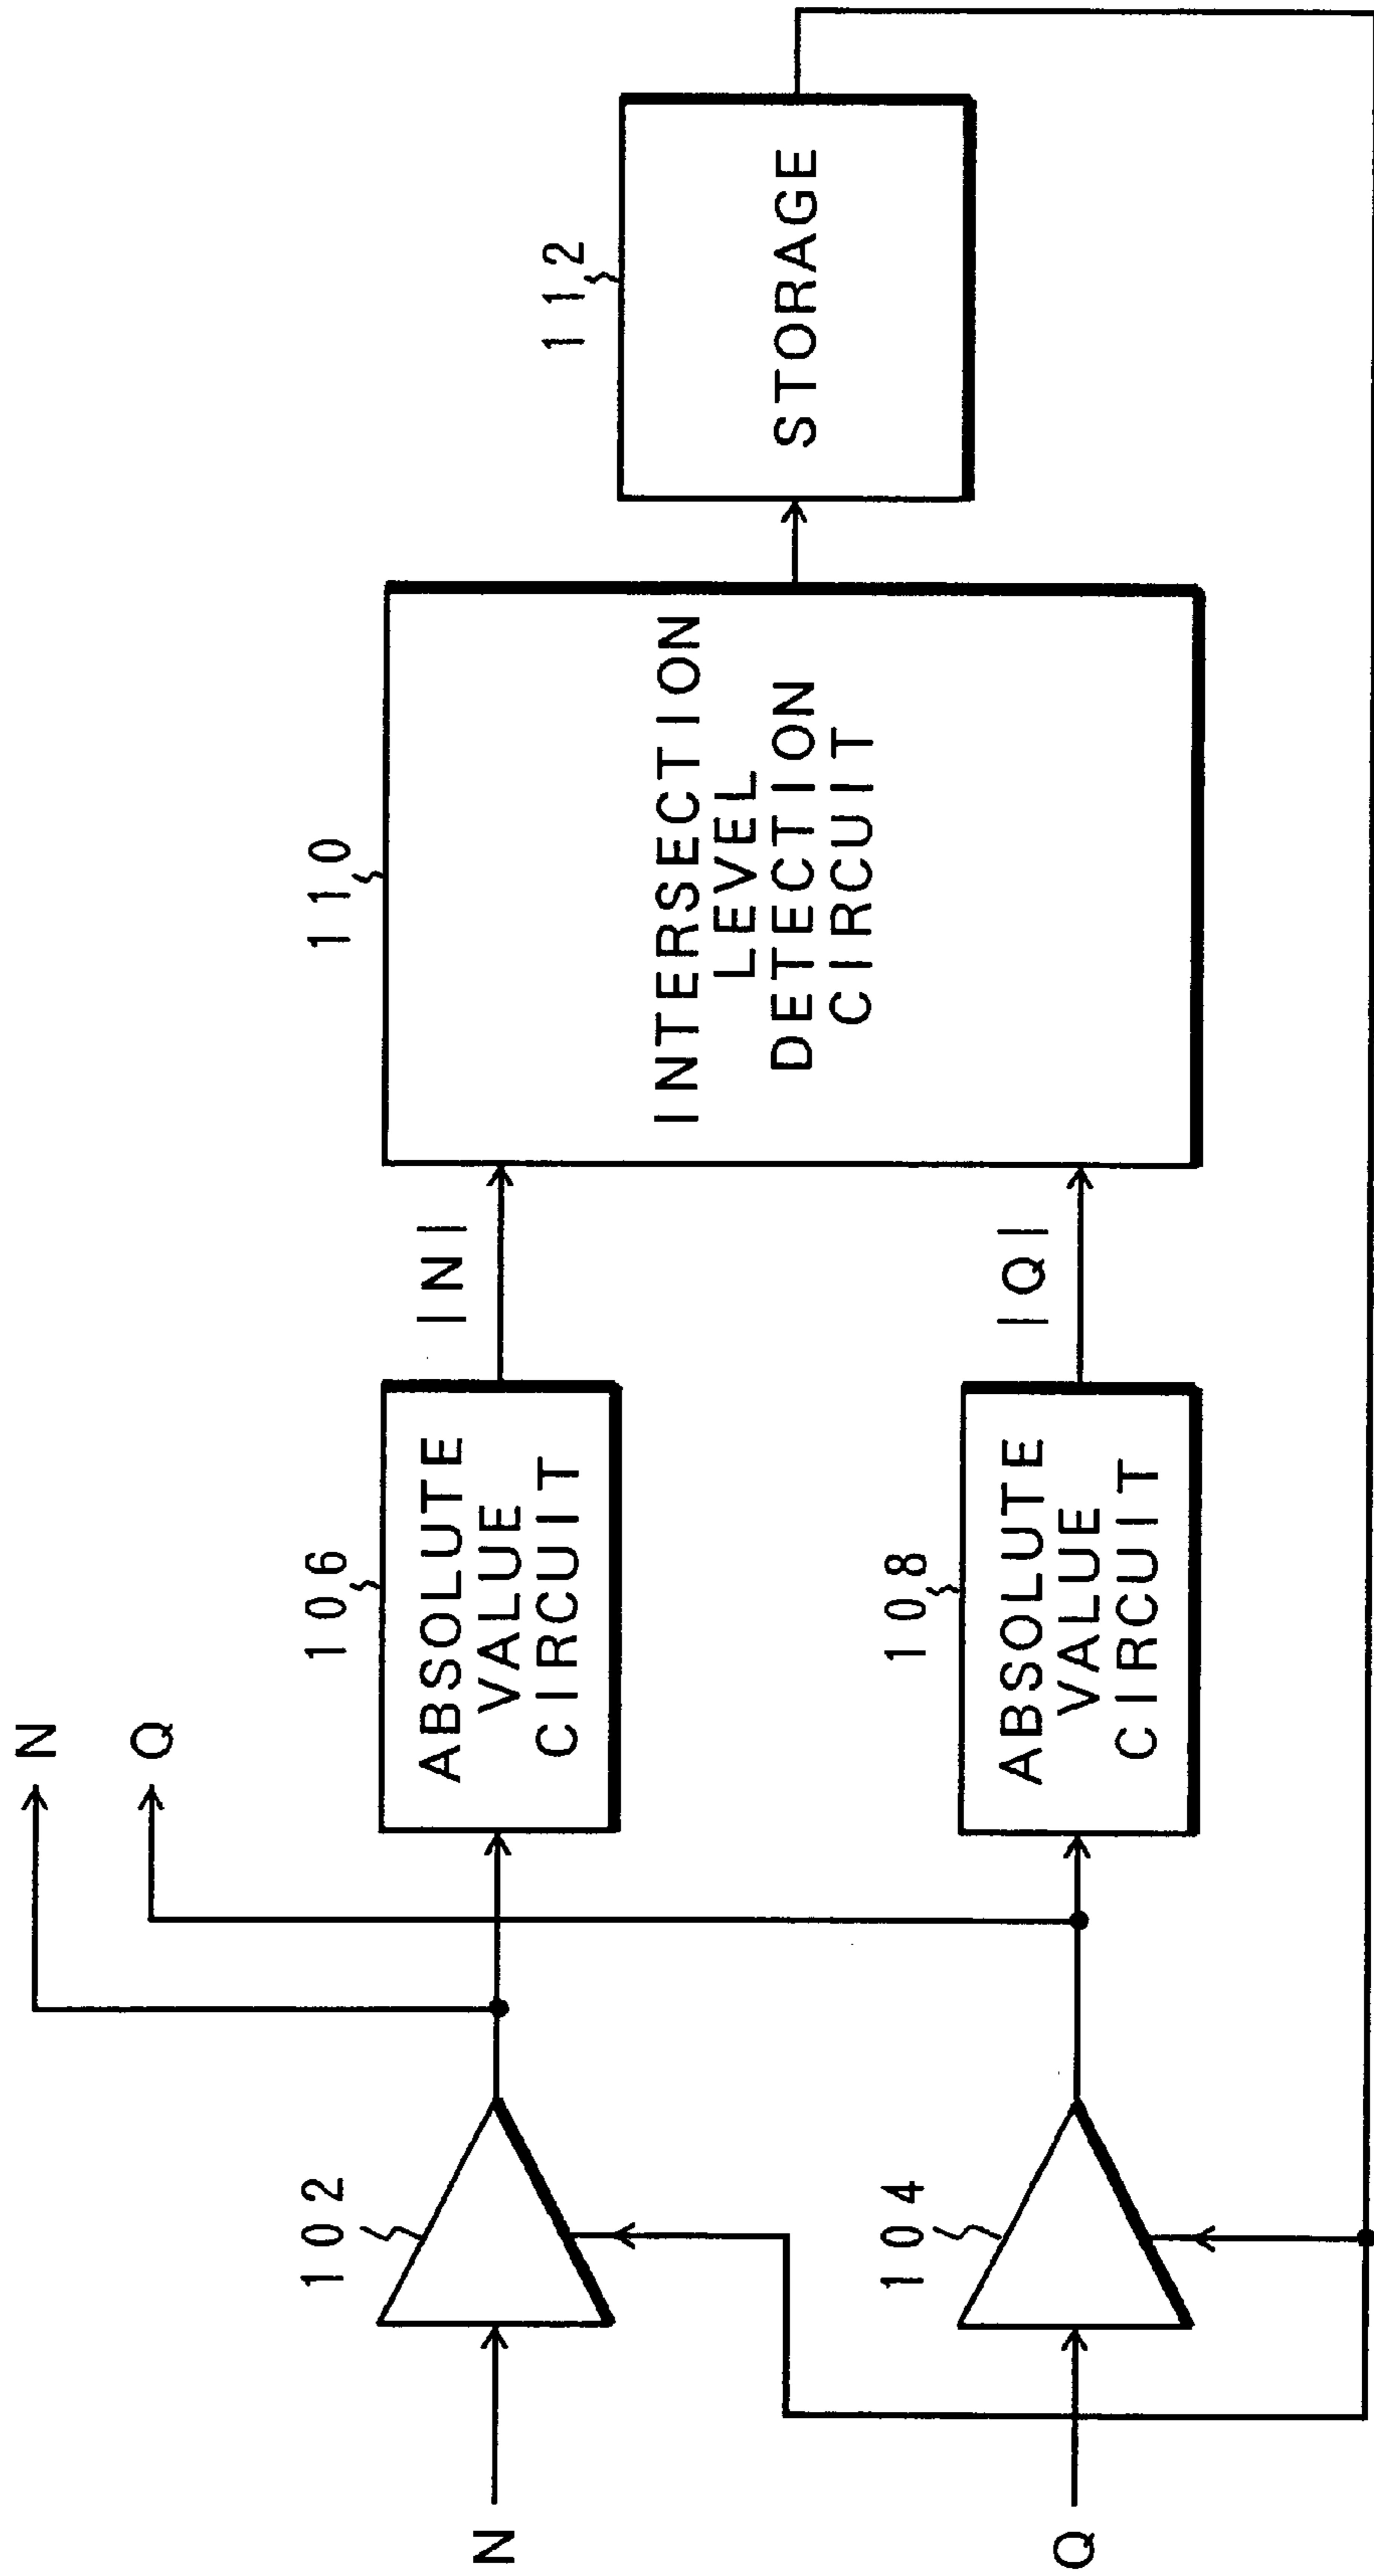 N
Q
102
106
|N|
110
112
N
ABSOLUTE
VALUE
CIRCUIT
INTERSECTION
LEVEL
DETECTION
CIRCUIT
STORAGE
104
108
|Q|
Q
ABSOLUTE
VALUE
CIRCUIT